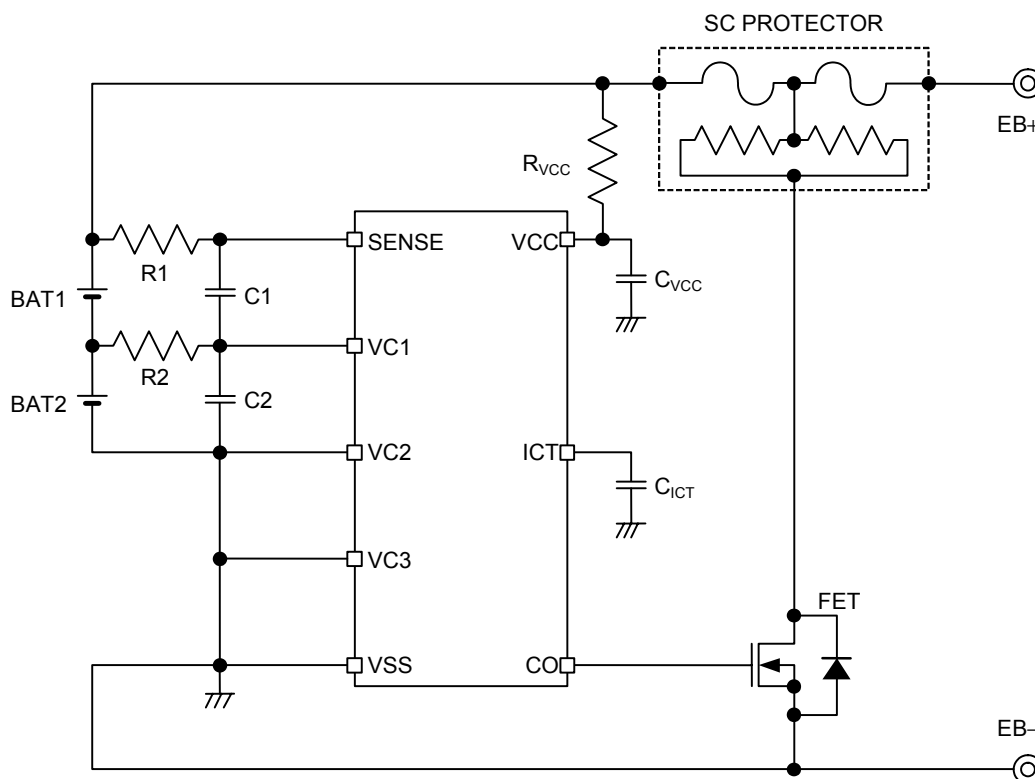 SC PROTECTOR
EB+
RVCC
SENSE
VCC
R1
C1
CVCC
BAT1
VC1
R2
C2
BAT2
VC2
ICT
CICT
VC3
FET
VSS
CO
EB−